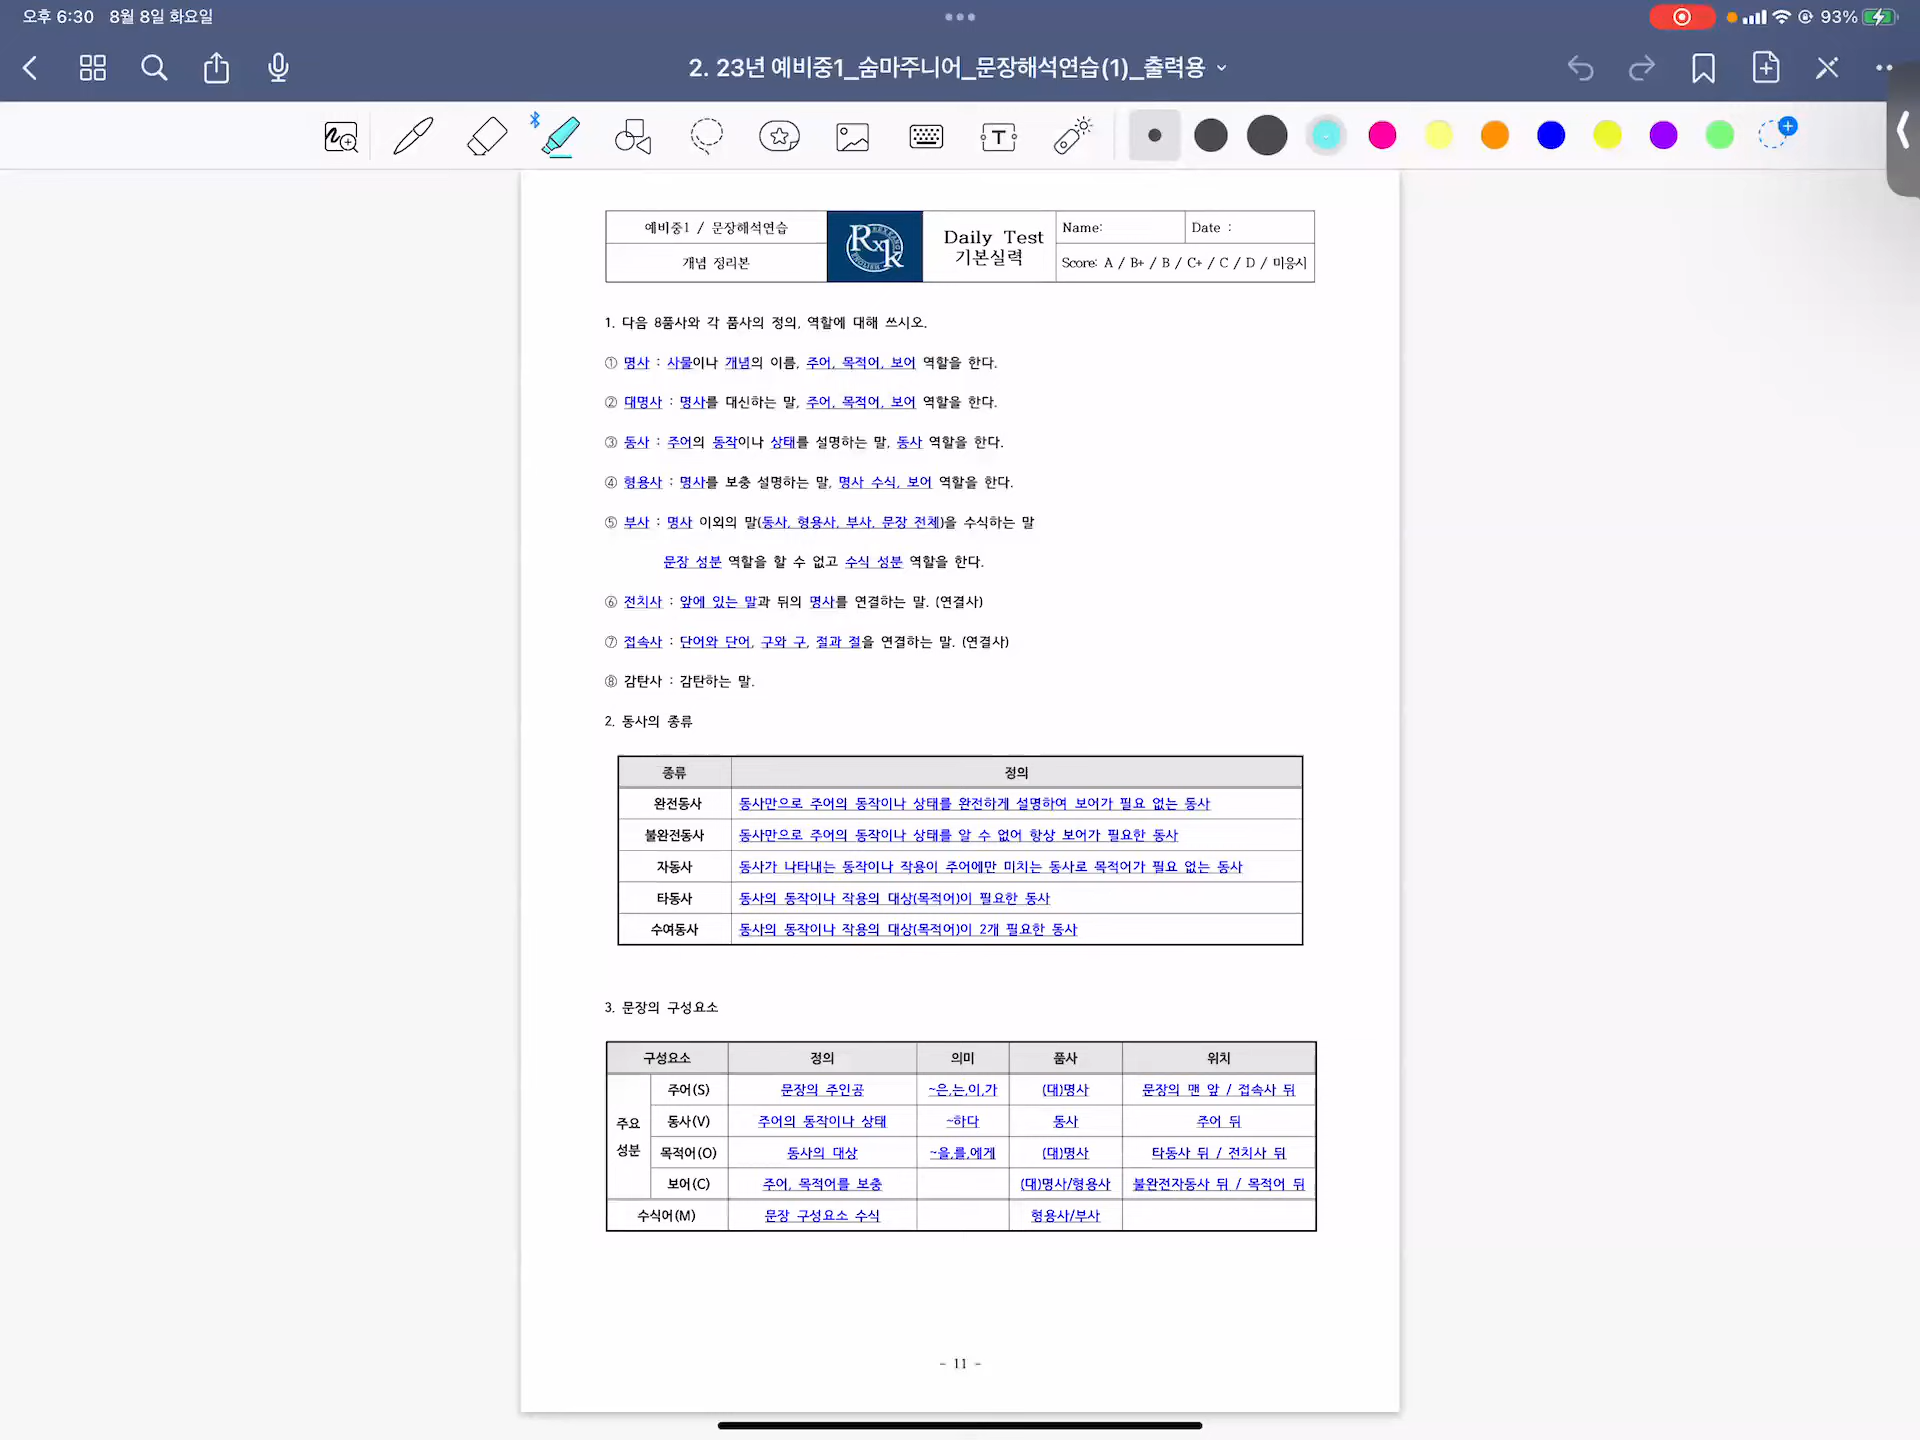 오후 6:30 8월 8일 화요일
93%
2. 23년 예비중1_숨마주니어_문장해석연습(1)_출력용
예비중1 / 문장해석연습
개념 정리본
RXK
ENGLISH
Daily Test
기본실력
Name:
Date :
Score: A / B+ / B / C+ / C / D / 미응시
1. 다음 8품사와 각 품사의 정의, 역할에 대해 쓰시오.
① 명사 : 사물이나 개념의 이름, 주어, 목적어, 보어 역할을 한다.
② 대명사 : 명사를 대신하는 말, 주어, 목적어, 보어 역할을 한다.
③ 동사 : 주어의 동작이나 상태를 설명하는 말, 동사 역할을 한다.
④ 형용사 : 명사를 보충 설명하는 말, 명사 수식, 보어 역할을 한다.
⑤ 부사 : 명사 이외의 말(동사, 형용사, 부사, 문장 전체)을 수식하는 말
문장 성분 역할을 할 수 없고 수식 성분 역할을 한다.
⑥ 전치사 : 앞에 있는 말과 뒤의 명사를 연결하는 말. (연결사)
⑦ 접속사 : 단어와 단어, 구와 구, 절과 절을 연결하는 말. (연결사)
⑧ 감탄사 : 감탄하는 말.
2. 동사의 종류
종류 정의
완전동사 동사만으로 주어의 동작이나 상태를 완전하게 설명하여 보어가 필요 없는 동사
불완전동사 동사만으로 주어의 동작이나 상태를 알 수 없어 항상 보어가 필요한 동사
자동사 동사가 나타내는 동작이나 작용이 주어에만 미치는 동사로 목적어가 필요 없는 동사
타동사 동사의 동작이나 작용의 대상(목적어)이 필요한 동사
수여동사 동사의 동작이나 작용의 대상(목적어)이 2개 필요한 동사
3. 문장의 구성요소
구성요소 정의 의미 품사 위치
주요 성분
주어(S) 문장의 주인공 ~은,는,이,가 (대)명사 문장의 맨 앞 / 접속사 뒤
동사(V) 주어의 동작이나 상태 ~하다 동사 주어 뒤
목적어(O) 동사의 대상 ~을,를,에게 (대)명사 타동사 뒤 / 전치사 뒤
보어(C) 주어, 목적어를 보충 (대)명사/형용사 불완전자동사 뒤 / 목적어 뒤
수식어(M) 문장 구성요소 수식 형용사/부사
- 11 -